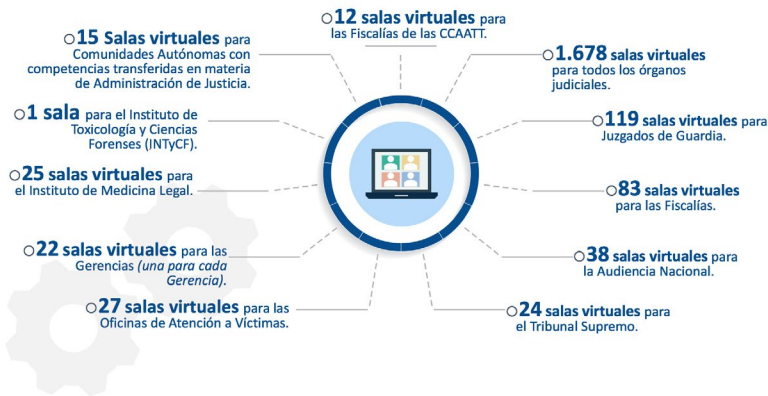 12 salas virtuales para
las Fiscalías de las CCAATT.
15 Salas virtuales para
Comunidades Autónomas con
competencias transferidas en materia
de Administración de Justicia.
1 sala para el Instituto de
Toxicología y Ciencias
Forenses (INTyCF).
25 salas virtuales para
el Instituto de Medicina Legal.
22 salas virtuales para las
Gerencias (una para cada
Gerencia).
27 salas virtuales para las
Oficinas de Atención a Víctimas.
1.678 salas virtuales
para todos los órganos
judiciales.
119 salas virtuales para
Juzgados de Guardia.
83 salas virtuales
para las Fiscalías.
38 salas virtuales para
la Audiencia Nacional.
24 salas virtuales para
el Tribunal Supremo.